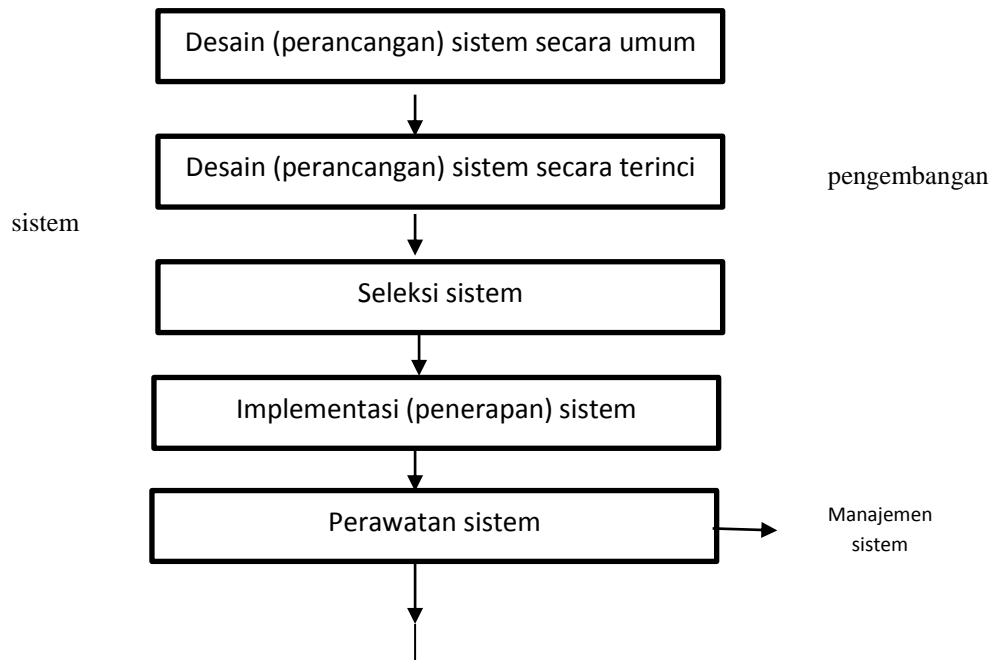 Desain (perancangan) sistem secara umum
Desain (perancangan) sistem secara terinci
pengembangan
sistem
Seleksi sistem
Implementasi (penerapan) sistem
Perawatan sistem
Manajemen
sistem